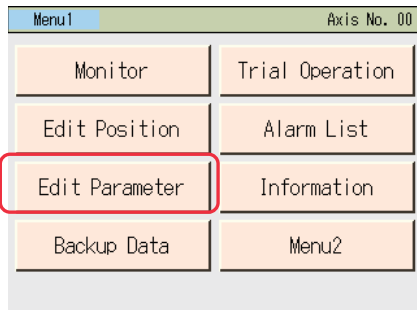 Menu1 Axis No. 00
Monitor Trial Operation
Edit Position Alarm List
Edit Parameter Information
Backup Data Menu2